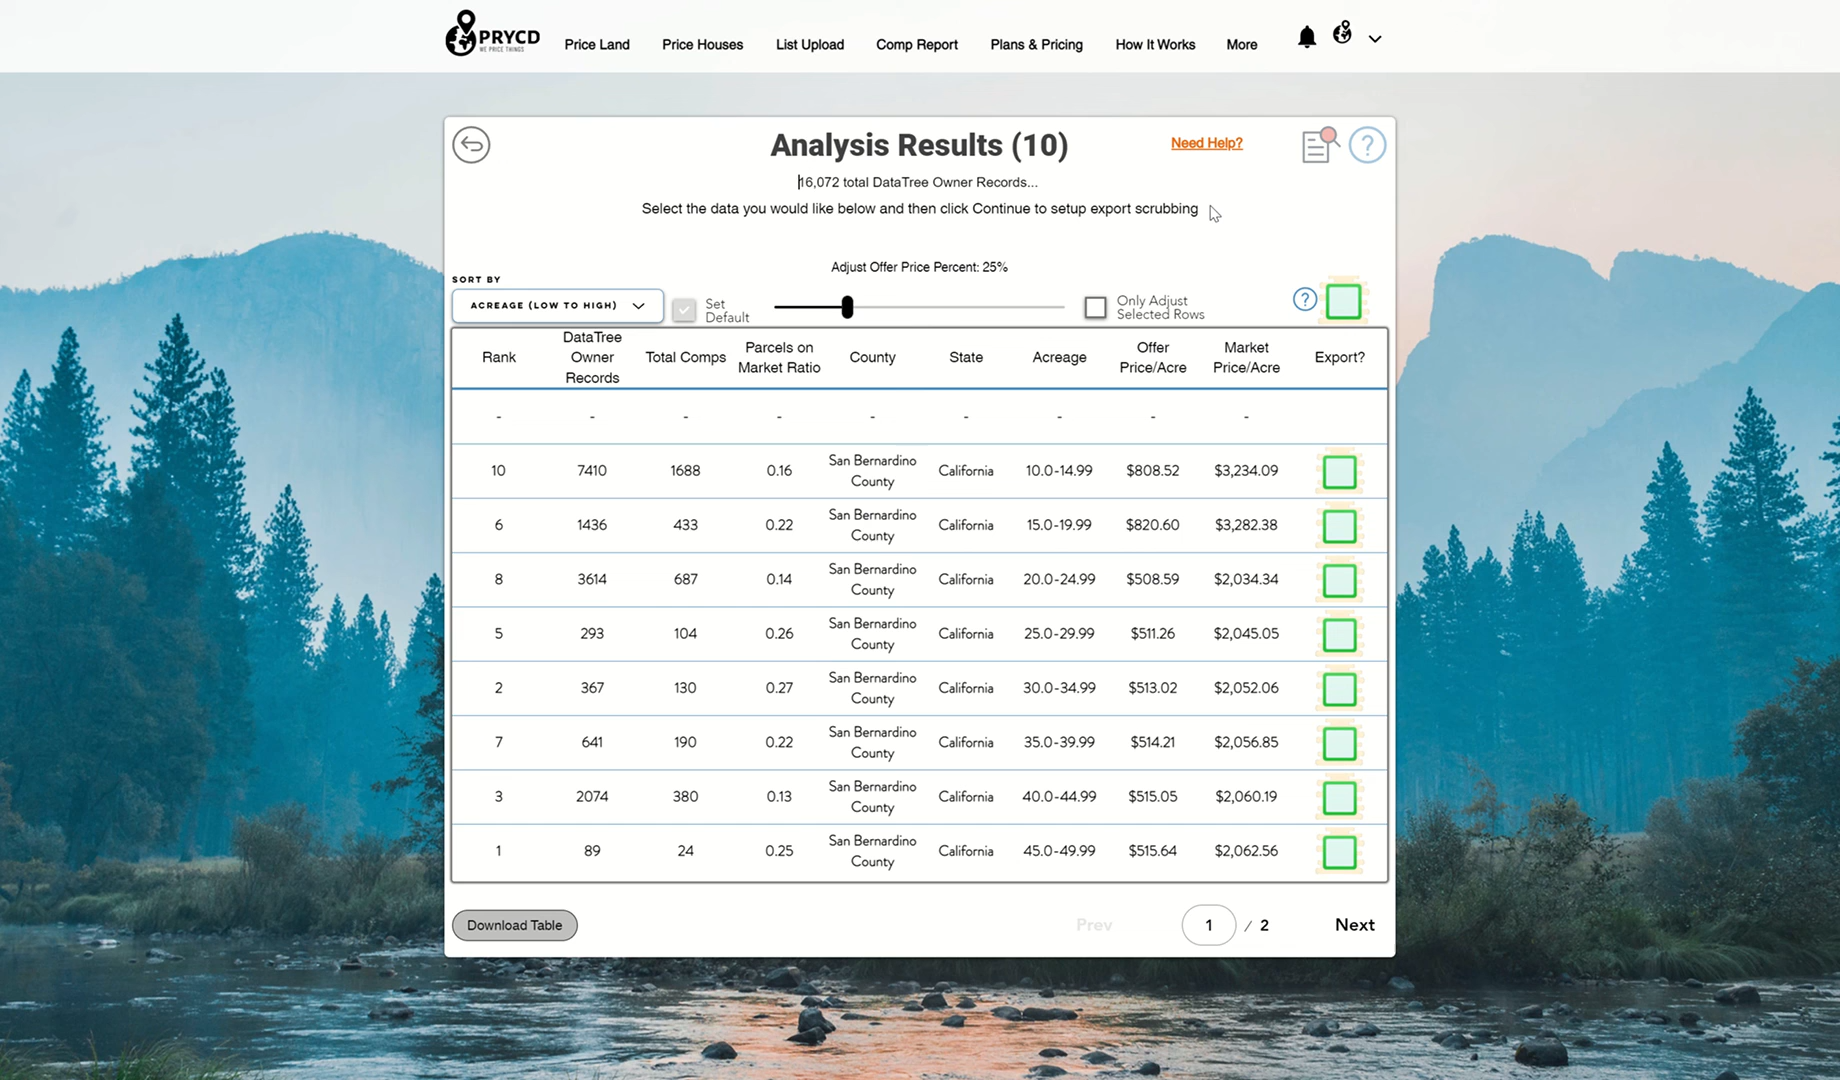 PRYCD
WE PRICE THINGS
Price Land
Price Houses
List Upload
Comp Report
Plans & Pricing
How It Works
More
Analysis Results (10)
Need Help?
?
16,072 total DataTree Owner Records...
Select the data you would like below and then click Continue to setup export scrubbing
Adjust Offer Price Percent: 25%
SORT BY
ACREAGE (LOW TO HIGH)
Set
Default
Only Adjust
Selected Rows
?
Rank
DataTree
Owner
Records
Total Comps
Parcels on
Market Ratio
County
State
Acreage
Offer
Price/Acre
Market
Price/Acre
Export?
- - - - - - - - -
10 7410 1688 0.16 San Bernardino County California 10.0-14.99 $808.52 $3,234.09
6 1436 433 0.22 San Bernardino County California 15.0-19.99 $820.60 $3,282.38
8 3614 687 0.14 San Bernardino County California 20.0-24.99 $508.59 $2,034.34
5 293 104 0.26 San Bernardino County California 25.0-29.99 $511.26 $2,045.05
2 367 130 0.27 San Bernardino County California 30.0-34.99 $513.02 $2,052.06
7 641 190 0.22 San Bernardino County California 35.0-39.99 $514.21 $2,056.85
3 2074 380 0.13 San Bernardino County California 40.0-44.99 $515.05 $2,060.19
1 89 24 0.25 San Bernardino County California 45.0-49.99 $515.64 $2,062.56
Download Table
Prev
1 / 2
Next